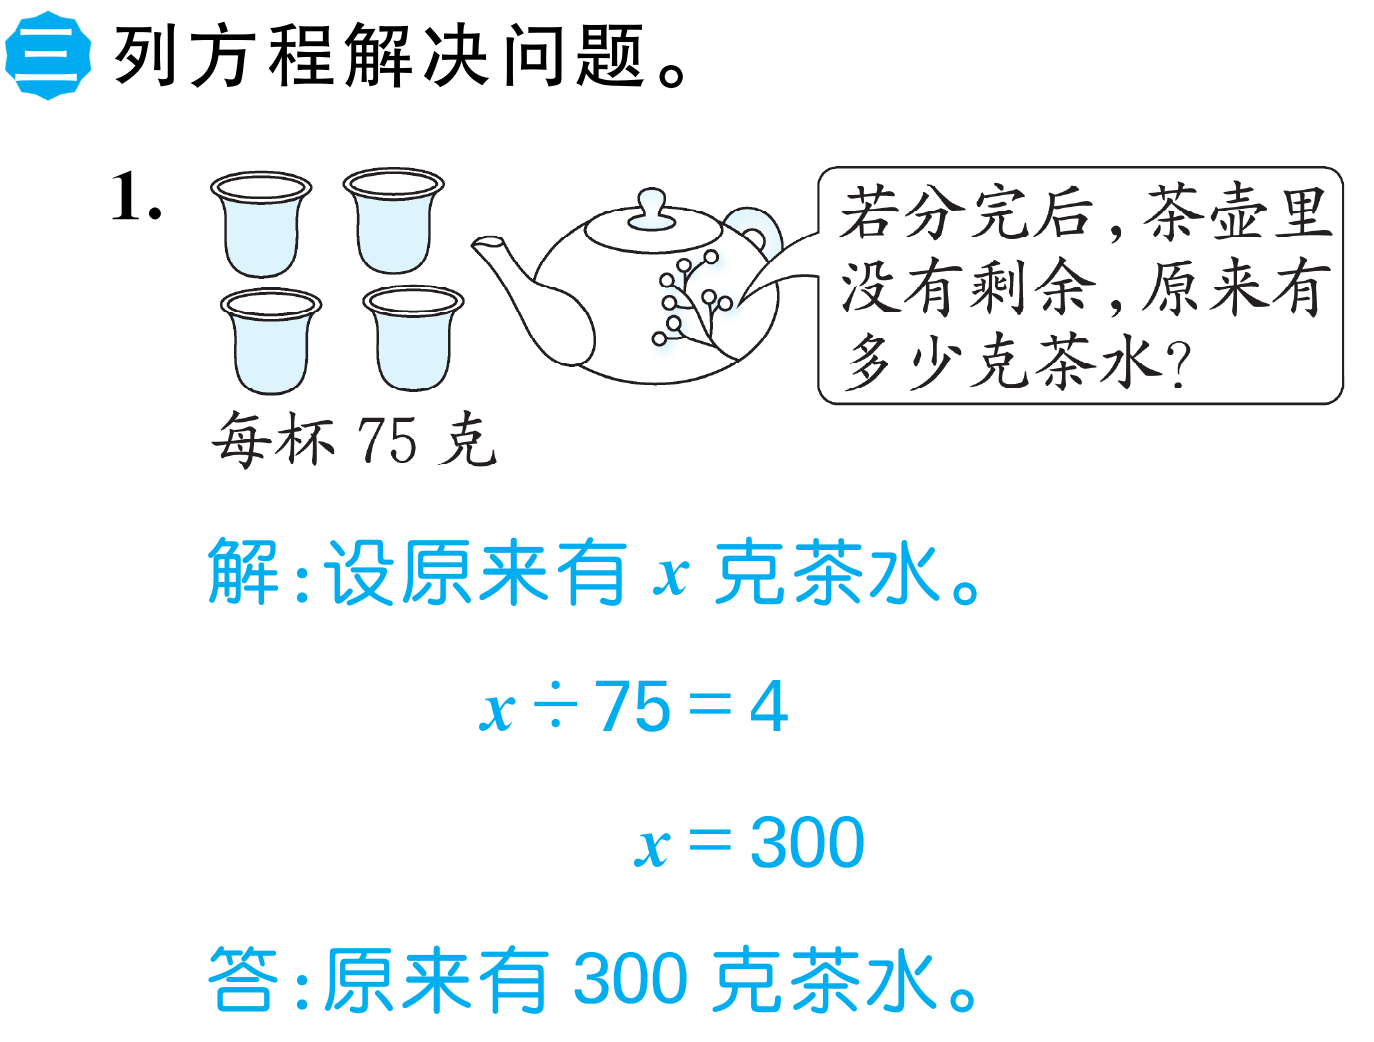 三 列方程解决问题。
1.
若分完后,茶壶里
没有剩余,原来有
多少克茶水?
每杯 75 克
解:设原来有 x 克茶水。
x ÷ 75 = 4
x = 300
答:原来有 300 克茶水。